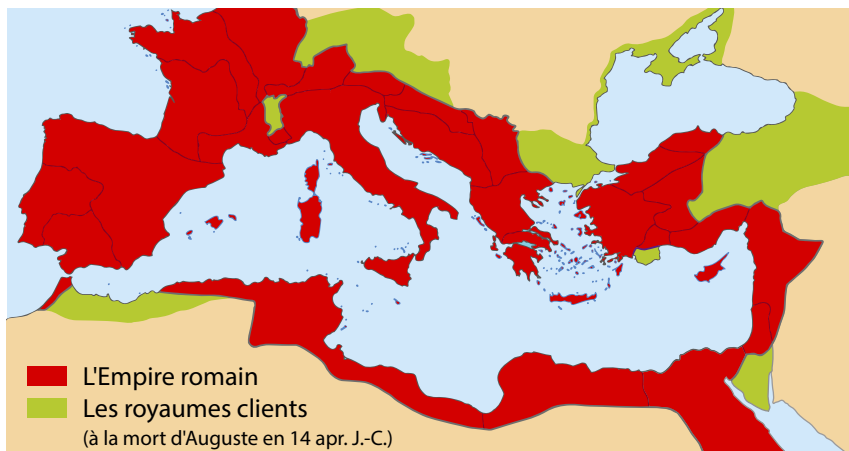 L'Empire romain
Les royaumes clients
(à la mort d'Auguste en 14 apr. J.-C.)